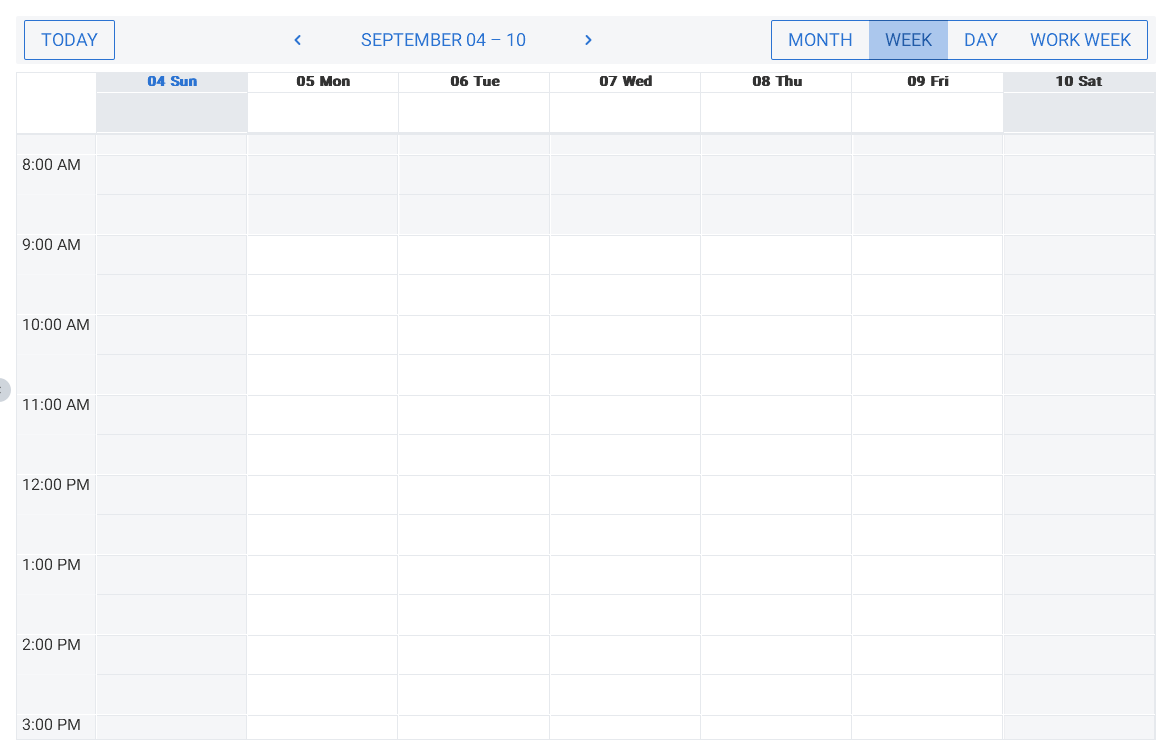 TODAY SEPTEMBER 04 – 10 MONTH WEEK DAY WORK WEEK
04 Sun 05 Mon 06 Tue 07 Wed 08 Thu 09 Fri 10 Sat
8:00 AM
9:00 AM
10:00 AM
11:00 AM
12:00 PM
1:00 PM
2:00 PM
3:00 PM